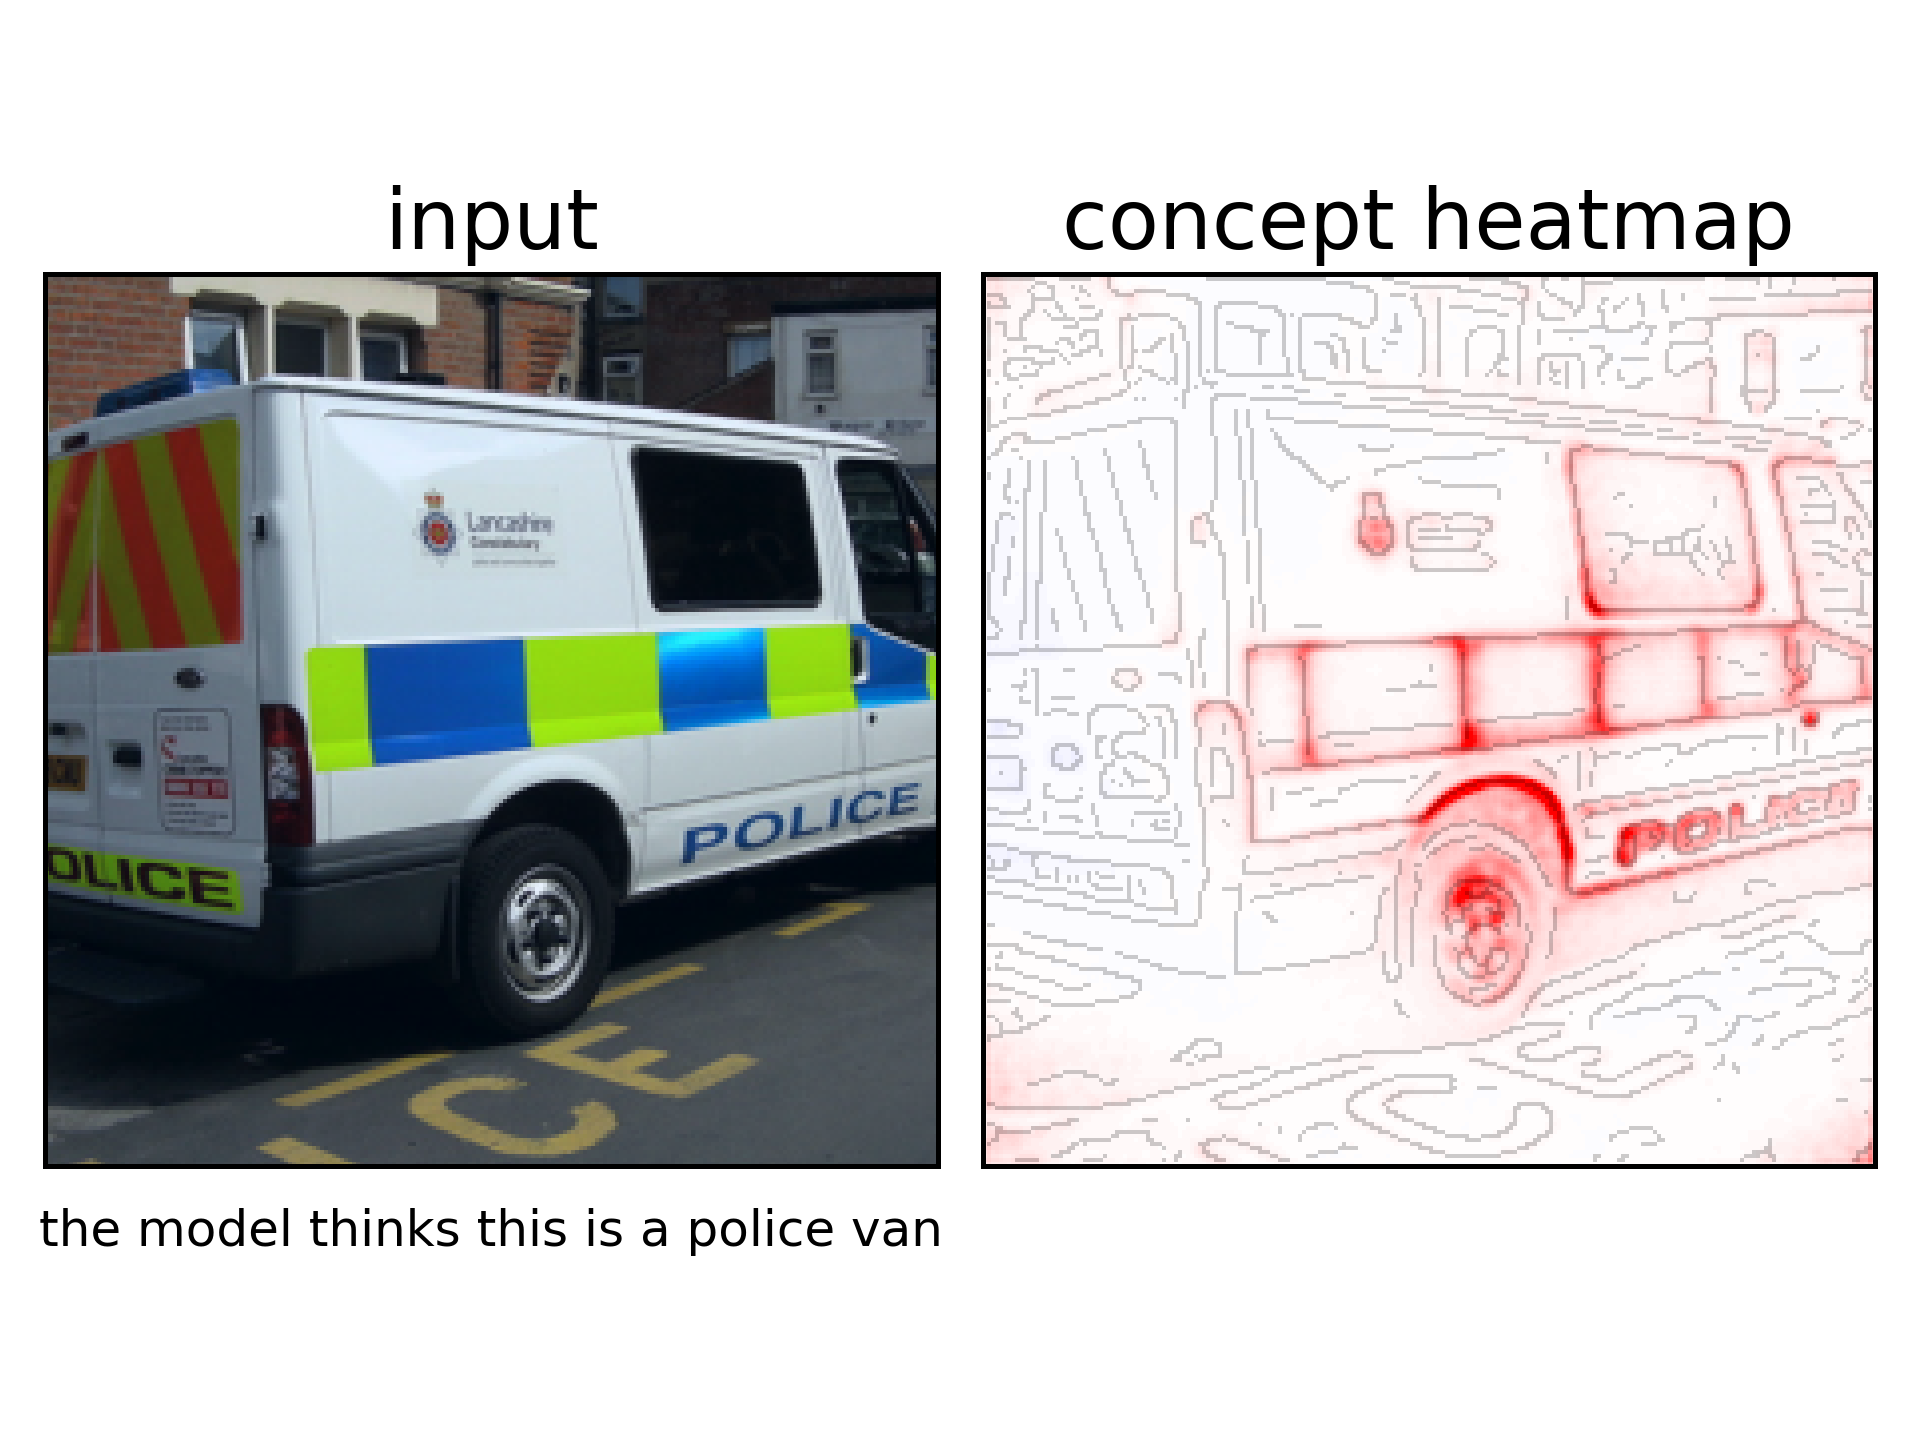 input
concept heatmap
Lancashire
Constabulary
POLICE
OLICE
ICE
POLICE
the model thinks this is a police van